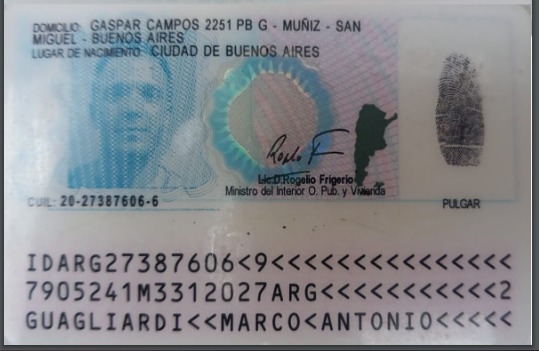 DOMICILIO: GASPAR CAMPOS 2251 PB G - MUÑIZ - SAN
MIGUEL - BUENOS AIRES
LUGAR DE NACIMIENTO: CIUDAD DE BUENOS AIRES
Lic.D.Rogelio Frigerio
Ministro del Interior O. Pub. y Vivienda
CUIL: 20-27387606-6
PULGAR
IDARG27387606<9<<<<<<<<<<<<<<<
7905241M3312027ARG<<<<<<<<<<<2
GUAGLIARDI<<MARCO<ANTONIO<<<<<